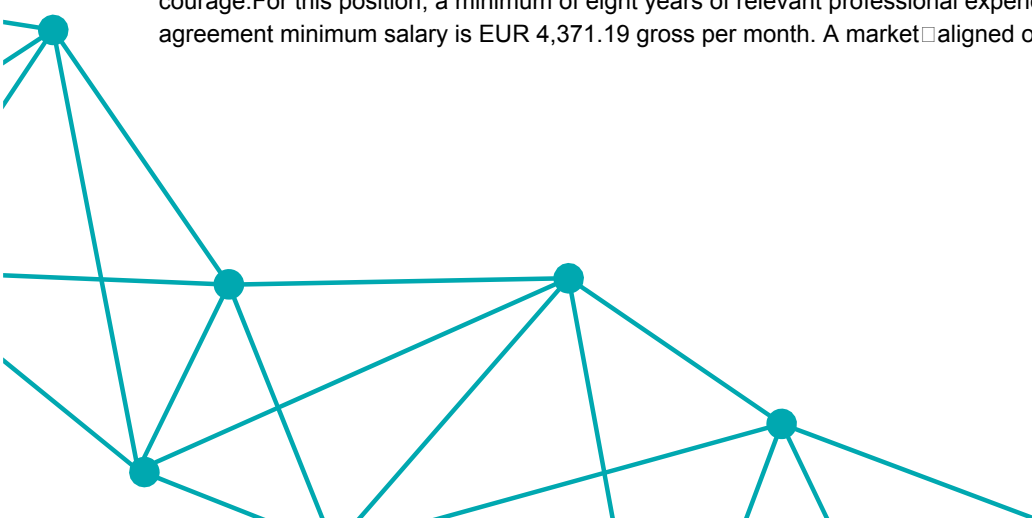 courage.For this position, a minimum of eight years of relevant professional
agreement minimum salary is EUR 4,371.19 gross per month. A market□aligned